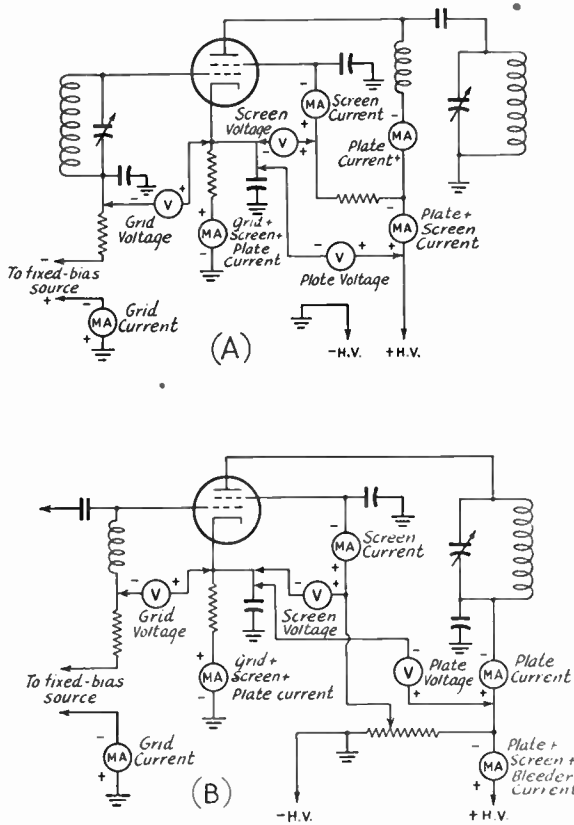 MA
Screen
Current
Screen
Voltage
V
MA
Plate
Current
V
Grid
Voltage
MA
Grid+
Screen+
Plate
Current
MA
Plate+
Screen
Current
V
Plote Voltage
To fixed-bias
source
MA
Grid
Current
(A)
-H.V.
+H.V.
MA
Screen
Current
V
Grid
Voltage
V
Screen
Voltage
MA
Grid+
Screen+
Plate current
V
Plate
Voltage
MA
Plate
Current
To fixed-bias
source
MA
Grid
Current
(B)
MA
Plate+
Screen+
Bleeder
Current
-H.V.
+H.V.